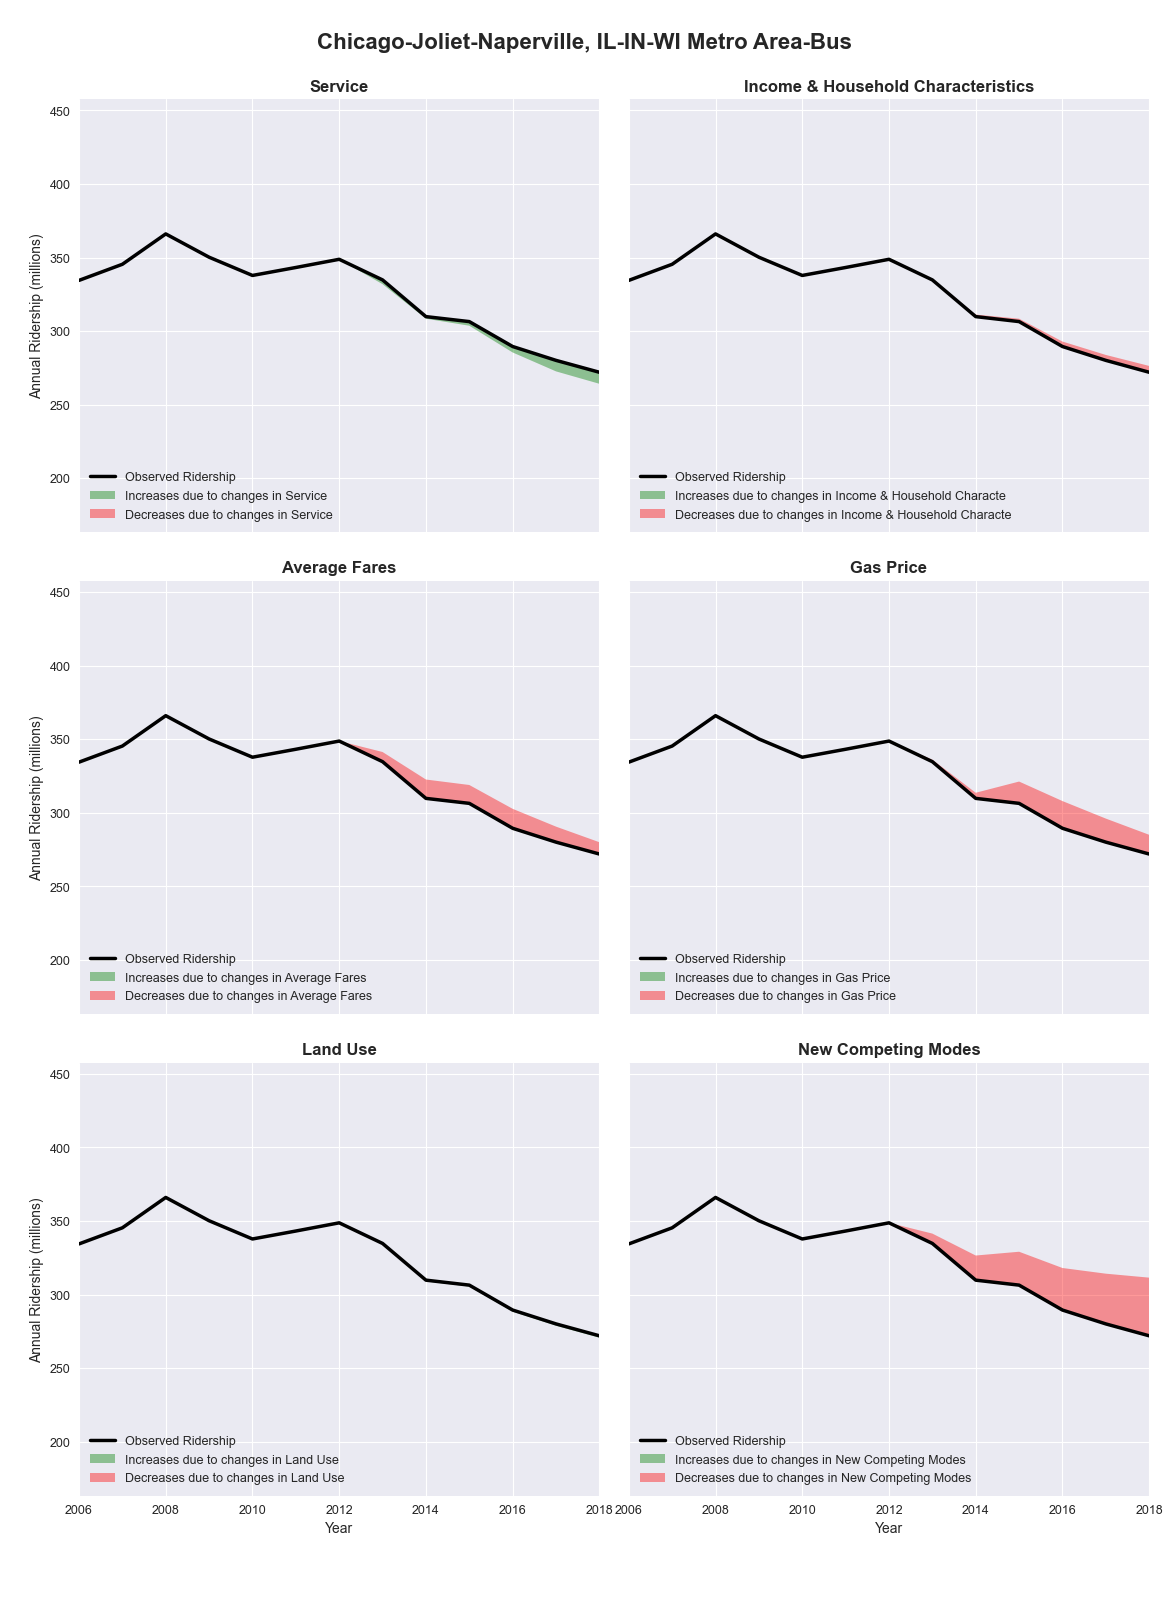 Chicago-Joliet-Naperville, IL-IN-WI Metro Area-Bus
Service
450
400
350
300
250
200
Annual Ridership (millions)
Observed Ridership
Increases due to changes in Service
Decreases due to changes in Service
Income & Household Characteristics
Observed Ridership
Increases due to changes in Income & Household Characte
Decreases due to changes in Income & Household Characte
Average Fares
450
400
350
300
250
200
Annual Ridership (millions)
Observed Ridership
Increases due to changes in Average Fares
Decreases due to changes in Average Fares
Gas Price
Observed Ridership
Increases due to changes in Gas Price
Decreases due to changes in Gas Price
Land Use
450
400
350
300
250
200
Annual Ridership (millions)
Observed Ridership
Increases due to changes in Land Use
Decreases due to changes in Land Use
2006 2008 2010 2012 2014 2016 2018
Year
New Competing Modes
Observed Ridership
Increases due to changes in New Competing Modes
Decreases due to changes in New Competing Modes
2006 2008 2010 2012 2014 2016 2018
Year